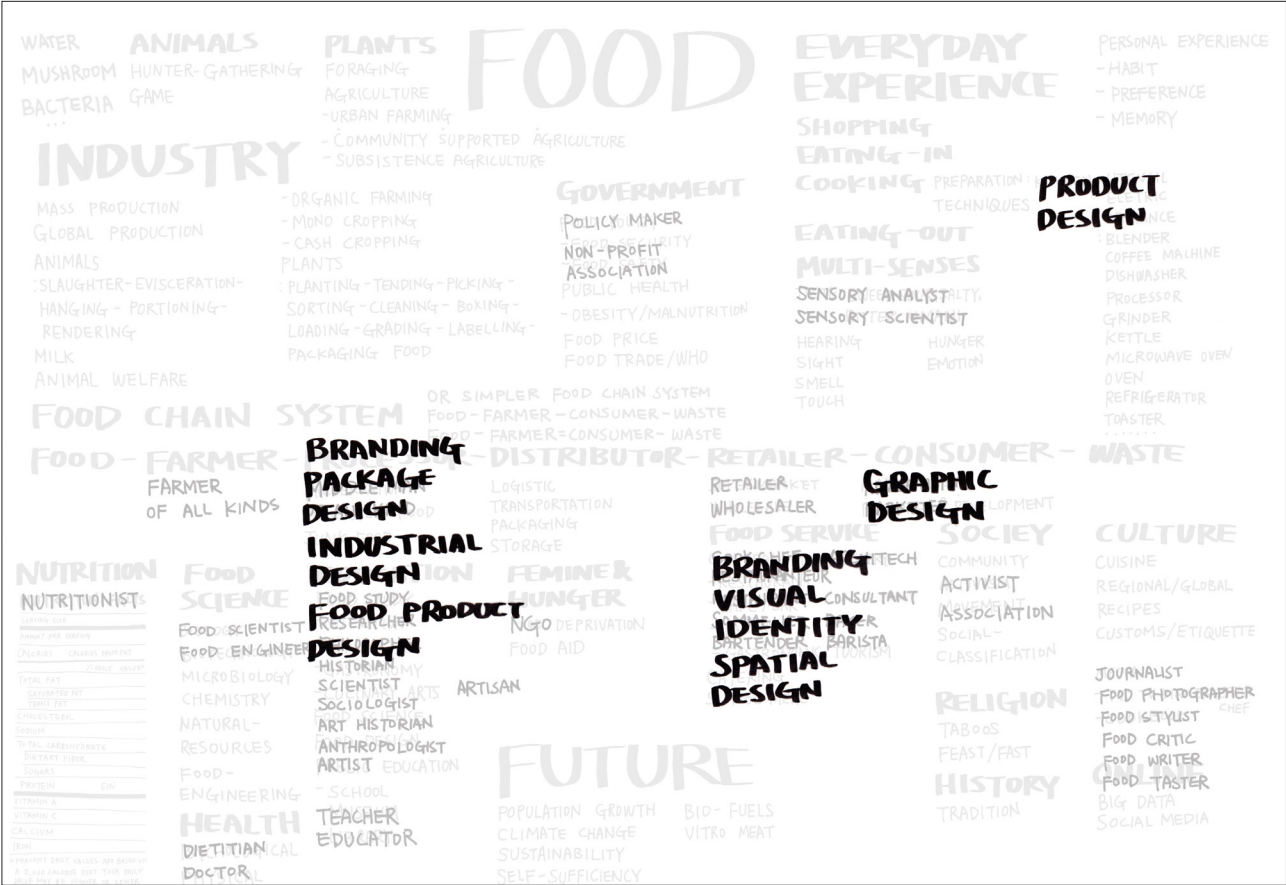 FOOD
WATER
MUSHROOM
BACTERIA
...
ANIMALS
HUNTER-GATHERING
GAME
PLANTS
FORAGING
AGRICULTURE
-URBAN FARMING
- COMMUNITY SUPPORTED AGRICULTURE
- SUBSISTENCE AGRICULTURE
EVERYDAY
EXPERIENCE
PERSONAL EXPERIENCE
- HABIT
- PREFERENCE
- MEMORY
SHOPPING
EATING-IN
COOKING PREPARATION:
TECHNIQUES
PRODUCT
DESIGN
: BLENDER
COFFEE MACHINE
DISHWASHER
PROCESSOR
GRINDER
KETTLE
MICROWAVE OVEN
OVEN
REFRIGERATOR
TOASTER
EATING-OUT
MULTI-SENSES
SENSORY ANALYST
SENSORY SCIENTIST
HEARING
SIGHT
SMELL
TOUCH
HUNGER
EMOTION
INDUSTRY
MASS PRODUCTION
GLOBAL PRODUCTION
ANIMALS
:SLAUGHTER-EVISCERATION-
HANGING - PORTIONING-
RENDERING
MILK
ANIMAL WELFARE
-ORGANIC FARMING
- MONO CROPPING
- CASH CROPPING
PLANTS
: PLANTING-TENDING-PICKING-
SORTING-CLEANING-BOXING-
LOADING-GRADING-LABELLING-
PACKAGING FOOD
GOVERNMENT
POLICY MAKER
NON-PROFIT
ASSOCIATION
PUBLIC HEALTH
- OBESITY/MALNUTRITION
FOOD PRICE
FOOD TRADE/WHO
FOOD CHAIN SYSTEM
OR SIMPLER FOOD CHAIN SYSTEM
FOOD-FARMER-CONSUMER-WASTE
FOOD-FARMER=CONSUMER-WASTE
FOOD-FARMER-PROCESSOR-DISTRIBUTOR-RETAILER-CONSUMER-WASTE
FARMER
OF ALL KINDS
BRANDING
PACKAGE
DESIGN
INDUSTRIAL
DESIGN
FOOD PRODUCT
DESIGN
LOGISTIC
TRANSPORTATION
PACKAGING
STORAGE
RETAILER
WHOLESALER
GRAPHIC
DESIGN
FOOD SERVICE
BRANDING
VISUAL
IDENTITY
SPATIAL
DESIGN
CONSULTANT
BARTENDER BARISTA
SOCIEY
COMMUNITY
ACTIVIST
ASSOCIATION
SOCIAL-
CLASSIFICATION
CULTURE
CUISINE
REGIONAL/GLOBAL
RECIPES
CUSTOMS/ETIQUETTE
NUTRITION
NUTRITIONIST
FOOD
SCIENCE
FOOD SCIENTIST
FOOD ENGINEER
MICROBIOLOGY
CHEMISTRY
NATURAL-
RESOURCES
FOOD-
ENGINEERING
HEALTH
DIETITIAN
DOCTOR
FOOD STUDY
RESEARCHER
HISTORIAN
SCIENTIST
SOCIOLOGIST
ART HISTORIAN
ANTHROPOLOGIST
ARTIST
EDUCATION
- SCHOOL
TEACHER
EDUCATOR
ARTISAN
FEMINE &
HUNGER
NGO
DEPRIVATION
FOOD AID
FUTURE
POPULATION GROWTH
CLIMATE CHANGE
SUSTAINABILITY
SELF-SUFFICIENCY
BIO-FUELS
VITRO MEAT
RELIGION
TABOOS
FEAST/FAST
HISTORY
TRADITION
JOURNALIST
FOOD PHOTOGRAPHER
FOOD STYLIST
CHEF
FOOD CRITIC
FOOD WRITER
FOOD TASTER
ONLINE
BIG DATA
SOCIAL MEDIA